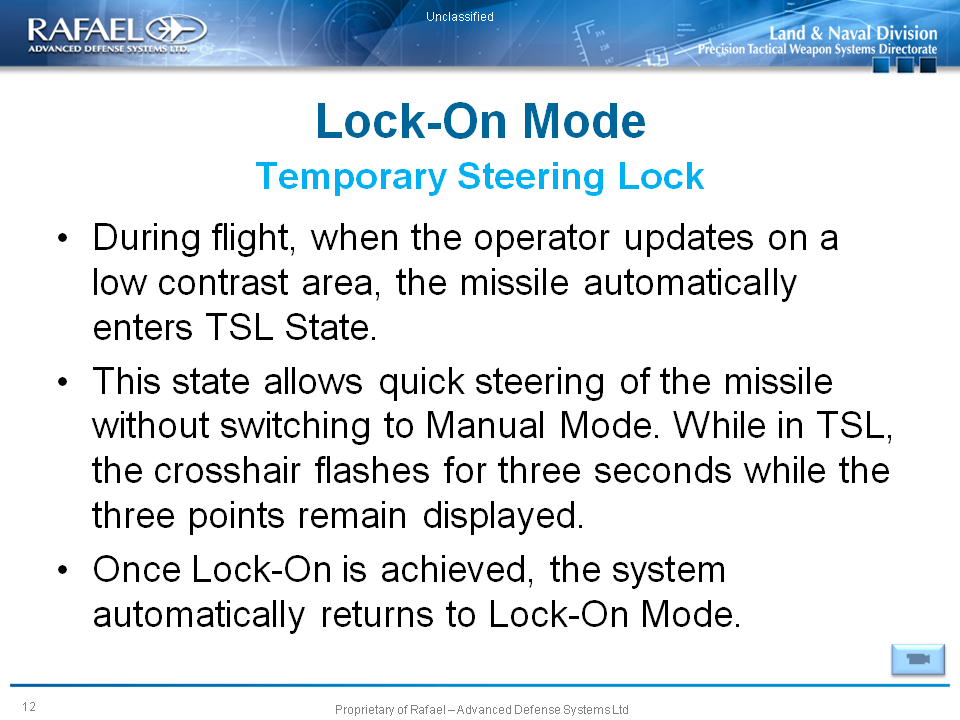 Unclassified
RAFAEL
ADVANCED DEFENSE SYSTEMS LTD.
Land & Naval Division
Precision Tactical Weapon Systems Directorate
Lock-On Mode
Temporary Steering Lock
• During flight, when the operator updates on a
low contrast area, the missile automatically
enters TSL State.
• This state allows quick steering of the missile
without switching to Manual Mode. While in TSL,
the crosshair flashes for three seconds while the
three points remain displayed.
• Once Lock-On is achieved, the system
automatically returns to Lock-On Mode.
12
Proprietary of Rafael – Advanced Defense Systems Ltd